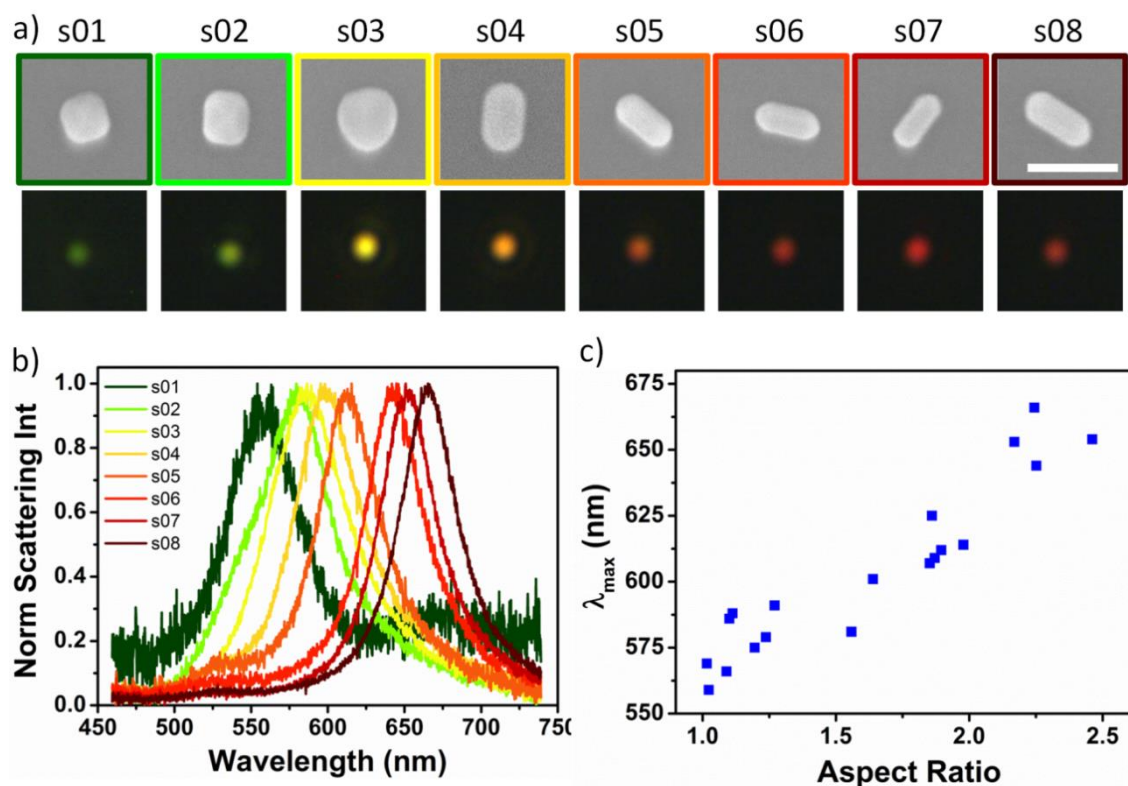 a) s01 s02 s03 s04 s05 s06 s07 s08
b)
Norm Scattering Int
1.0
0.8
0.6
0.4
0.2
0.0
s01
s02
s03
s04
s05
s06
s07
s08
450 500 550 600 650 700 750
Wavelength (nm)
c)
λmax (nm)
675
650
625
600
575
550
1.0 1.5 2.0 2.5
Aspect Ratio